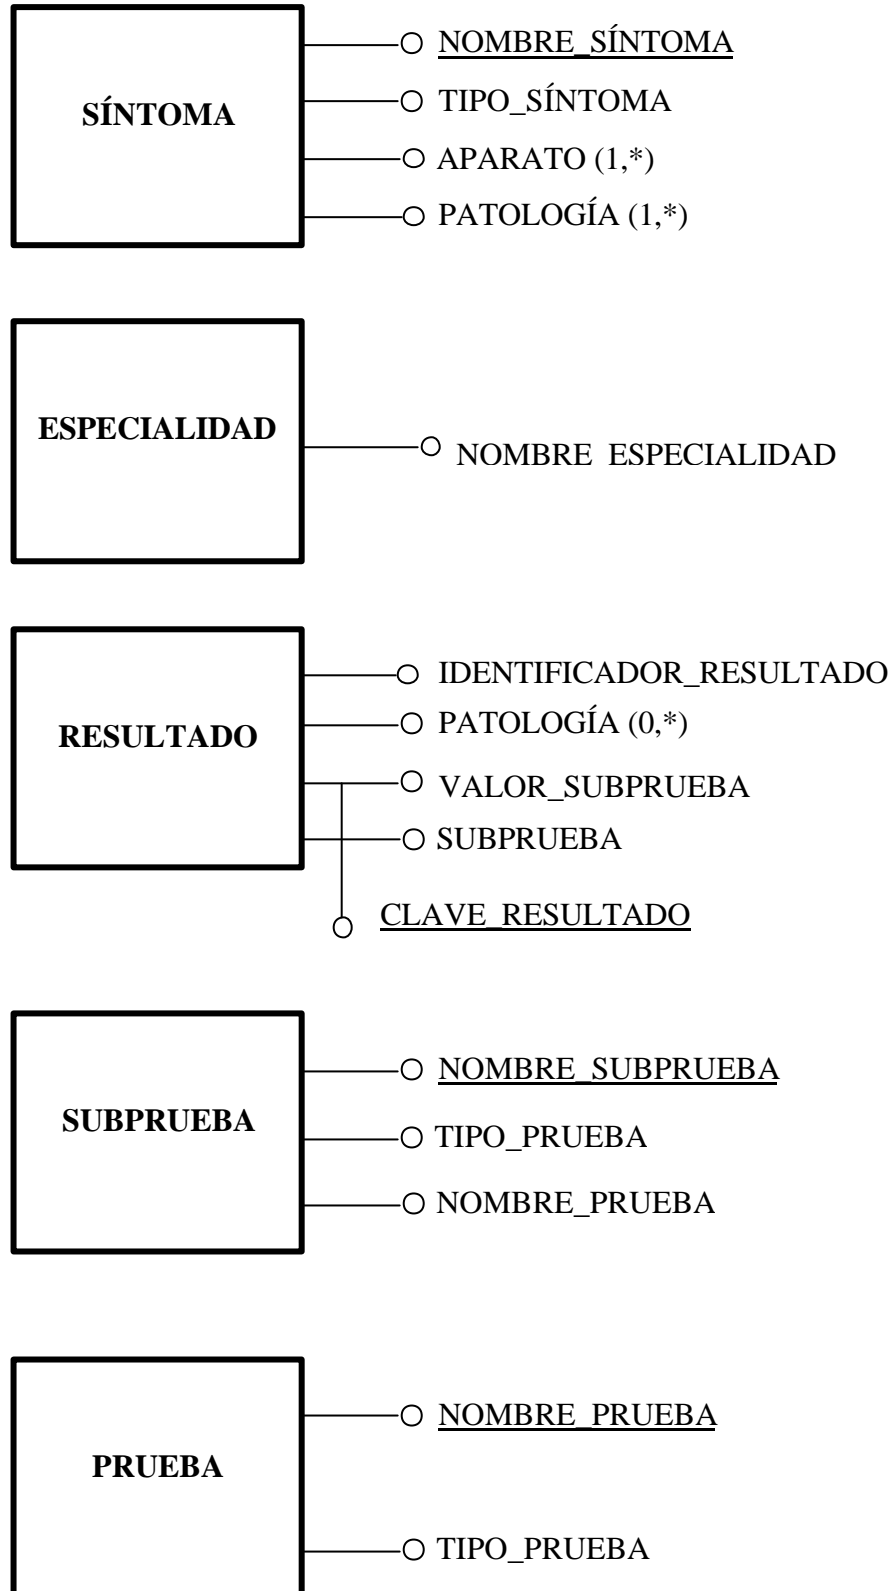 NOMBRE_SÍNTOMA
SÍNTOMA
TIPO_SÍNTOMA
APARATO (1,*)
PATOLOGÍA (1,*)
ESPECIALIDAD
NOMBRE ESPECIALIDAD
IDENTIFICADOR_RESULTADO
RESULTADO
PATOLOGÍA (0,*)
VALOR_SUBPRUEBA
SUBPRUEBA
CLAVE_RESULTADO
NOMBRE_SUBPRUEBA
SUBPRUEBA
TIPO_PRUEBA
NOMBRE_PRUEBA
NOMBRE_PRUEBA
PRUEBA
TIPO_PRUEBA